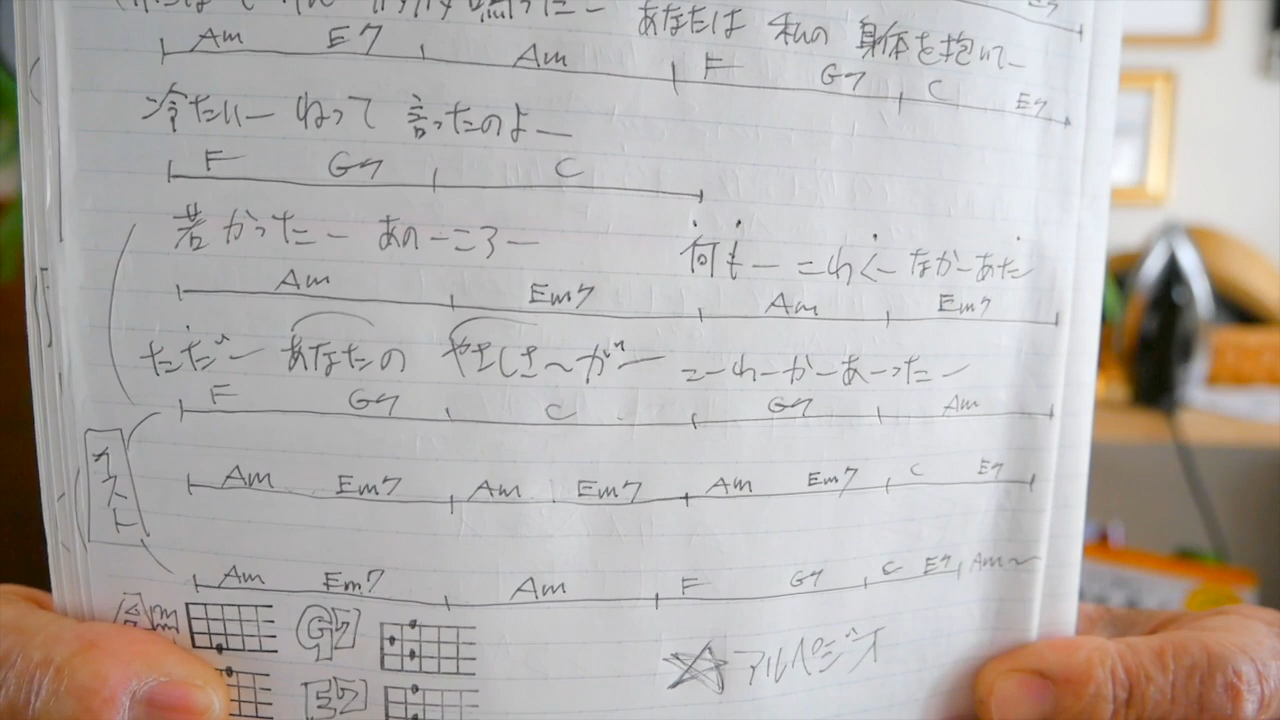 あなたは 私の 身体を抱いてー
Am E7 Am F G7 C E7
冷たいー ねって 言ったのよー
F G7 C
若かったー あのーころー 何もーこわくーなかーあた
Am Em7 Am Em7
ただ〜 あなたの やさしさ〜がー こーわーかーあーったー
F G7 C G7 Am
Am Em7 Am Em7 Am Em7 C E7
Am Em7 Am F G7 C E7 Am〜
Am G7 ☆アルペジオ
E7